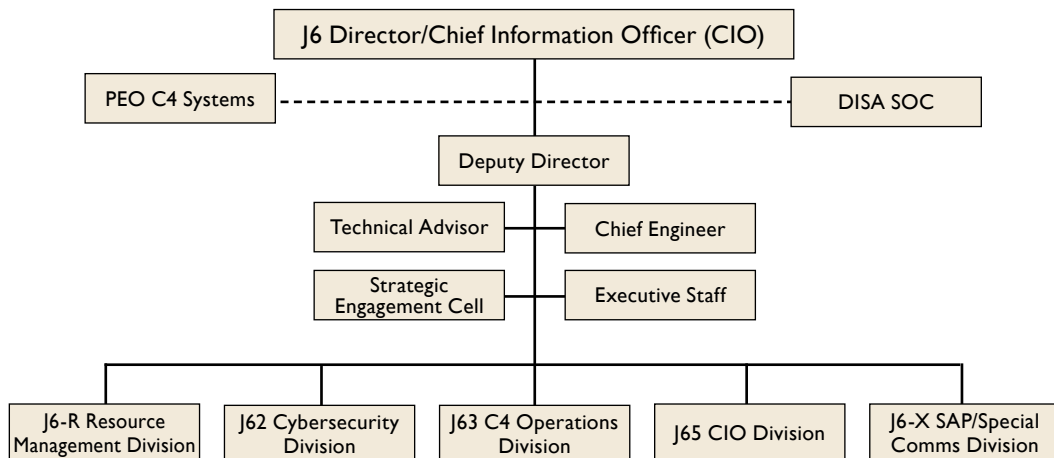 J6 Director/Chief Information Officer (CIO)
PEO C4 Systems
DISA SOC
Deputy Director
Technical Advisor
Chief Engineer
Strategic
Engagement Cell
Executive Staff
J6-R Resource
Management Division
J62 Cybersecurity
Division
J63 C4 Operations
Division
J65 CIO Division
J6-X SAP/Special
Comms Division